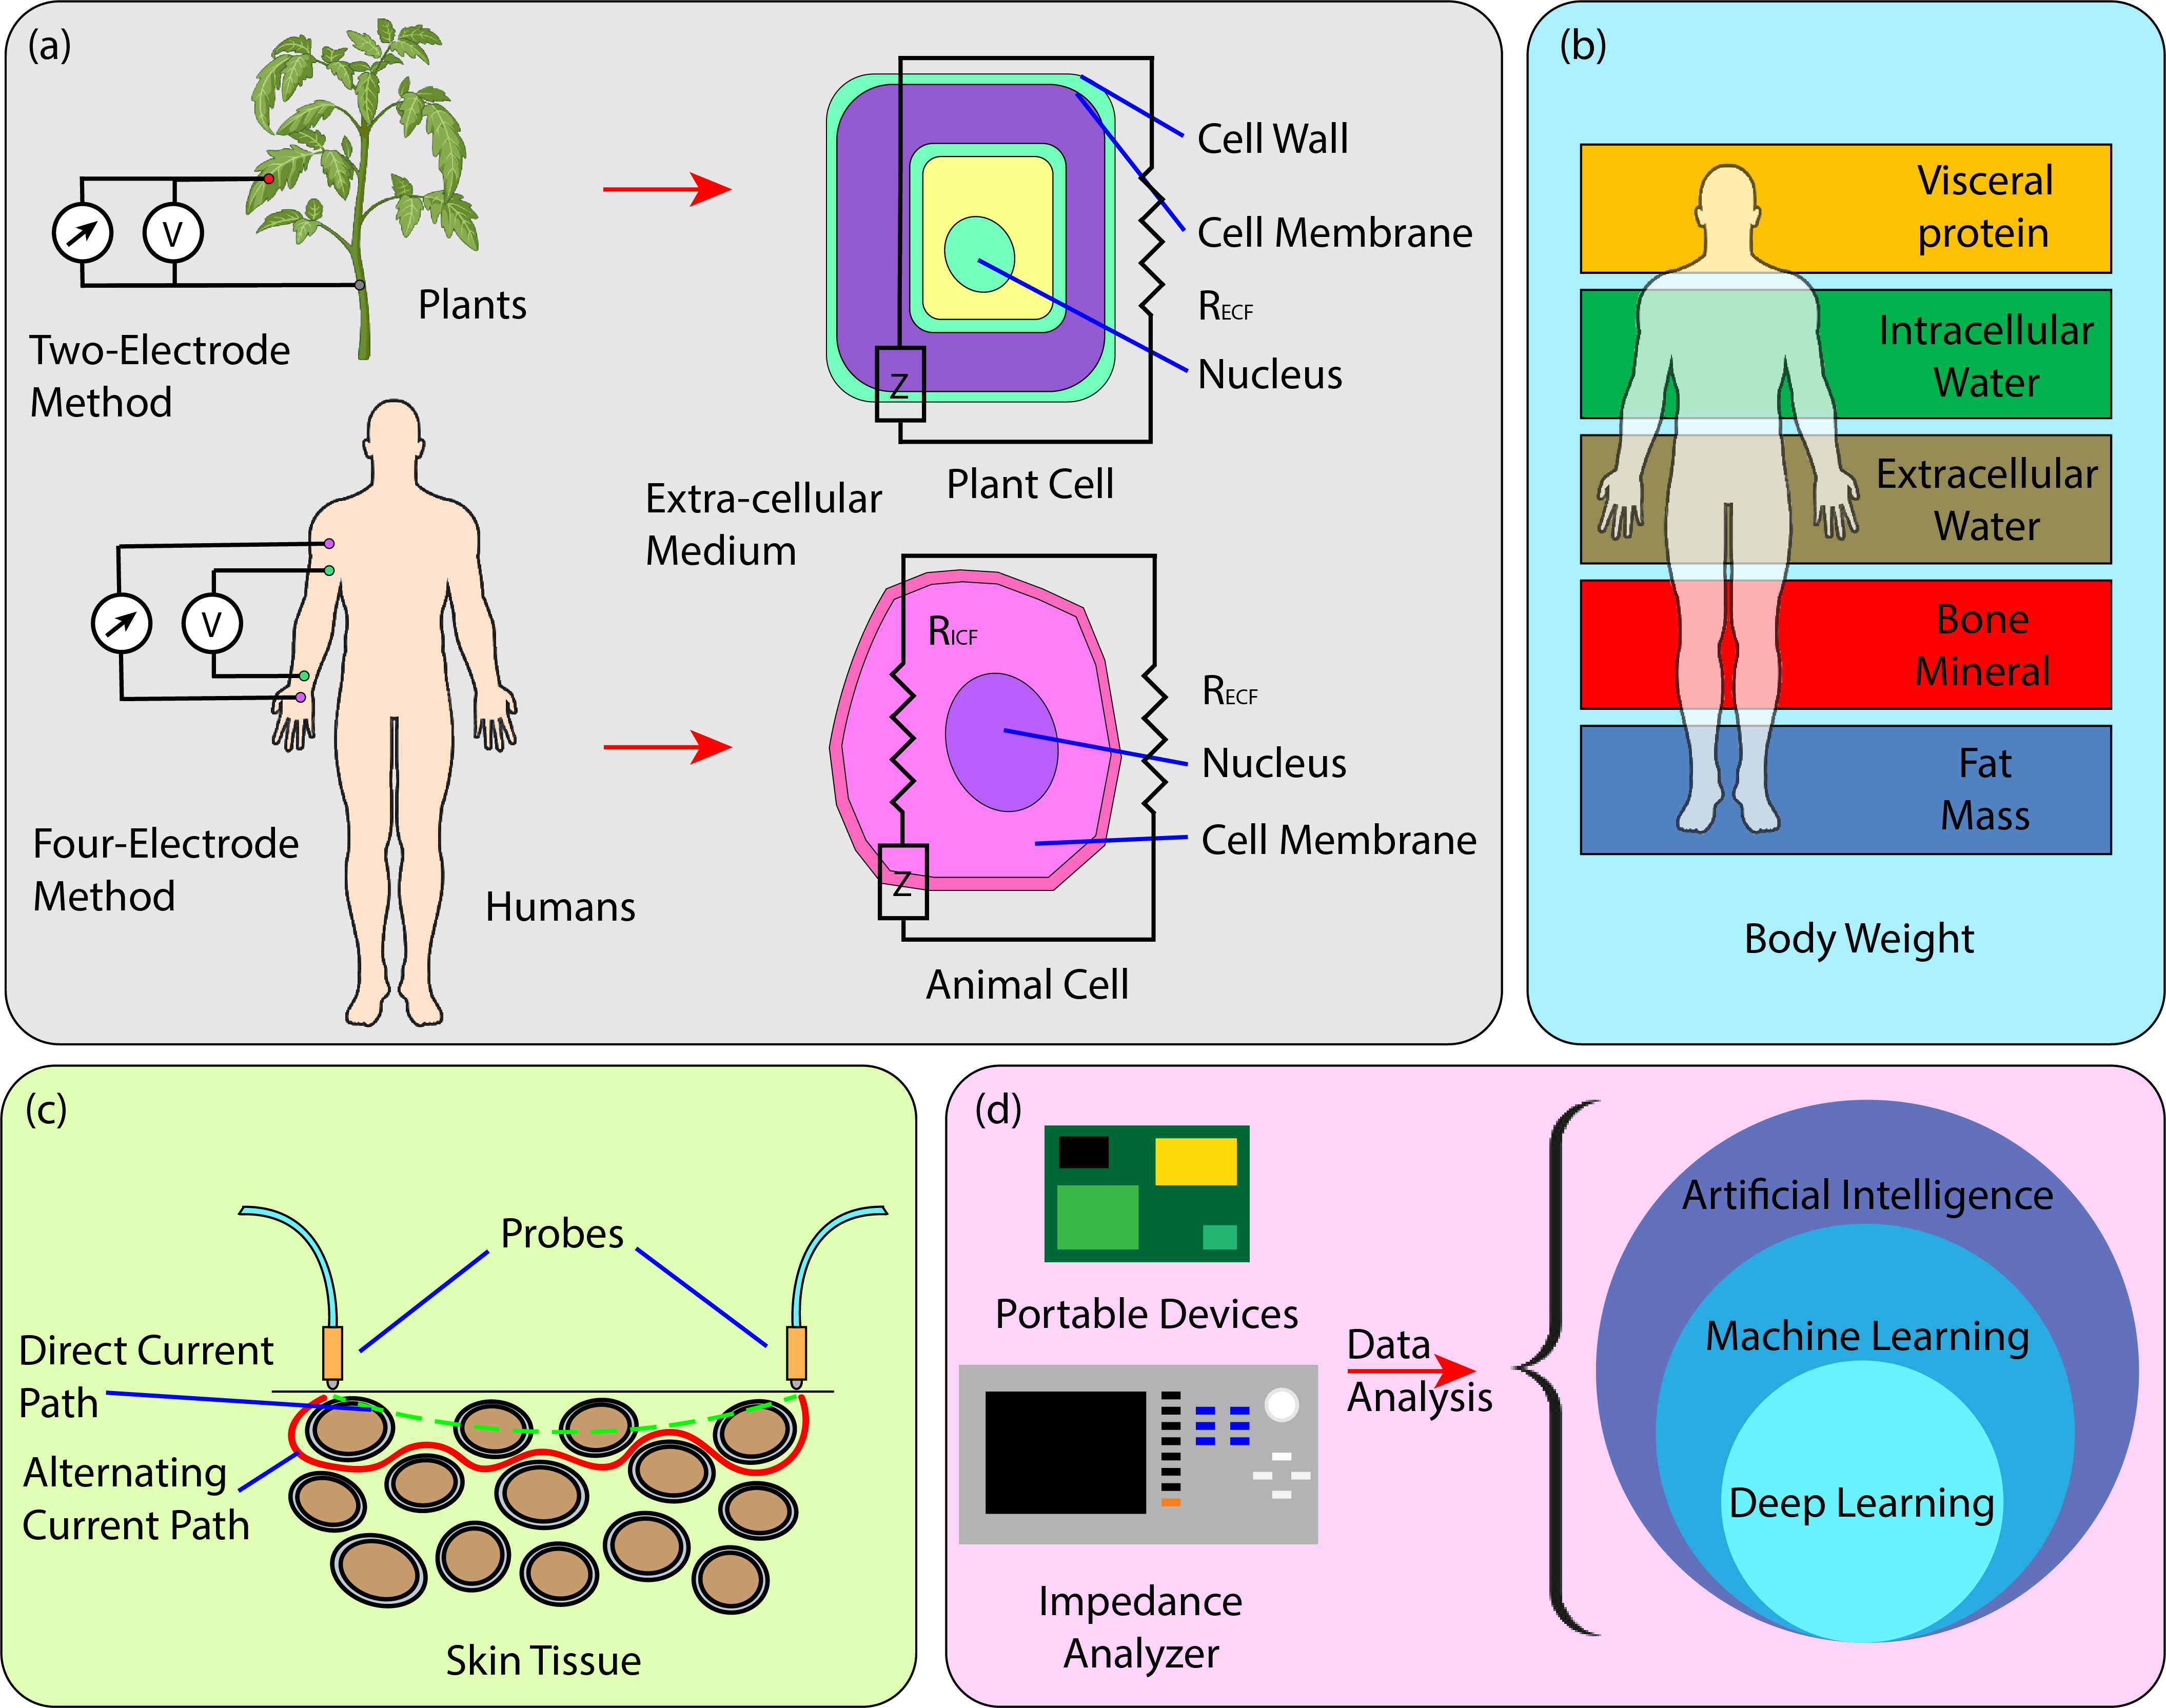 (a)
V
Plants
Two-Electrode
Method
Cell Wall
Cell Membrane
RECF
Nucleus
Z
Plant Cell
Extra-cellular
Medium
V
Four-Electrode
Method
Humans
RICF
RECF
Nucleus
Cell Membrane
Z
Animal Cell
(b)
Visceral
protein
Intracellular
Water
Extracellular
Water
Bone
Mineral
Fat
Mass
Body Weight
(c)
Probes
Direct Current
Path
Alternating
Current Path
Skin Tissue
(d)
Portable Devices
Impedance
Analyzer
Data
Analysis
Artificial Intelligence
Machine Learning
Deep Learning